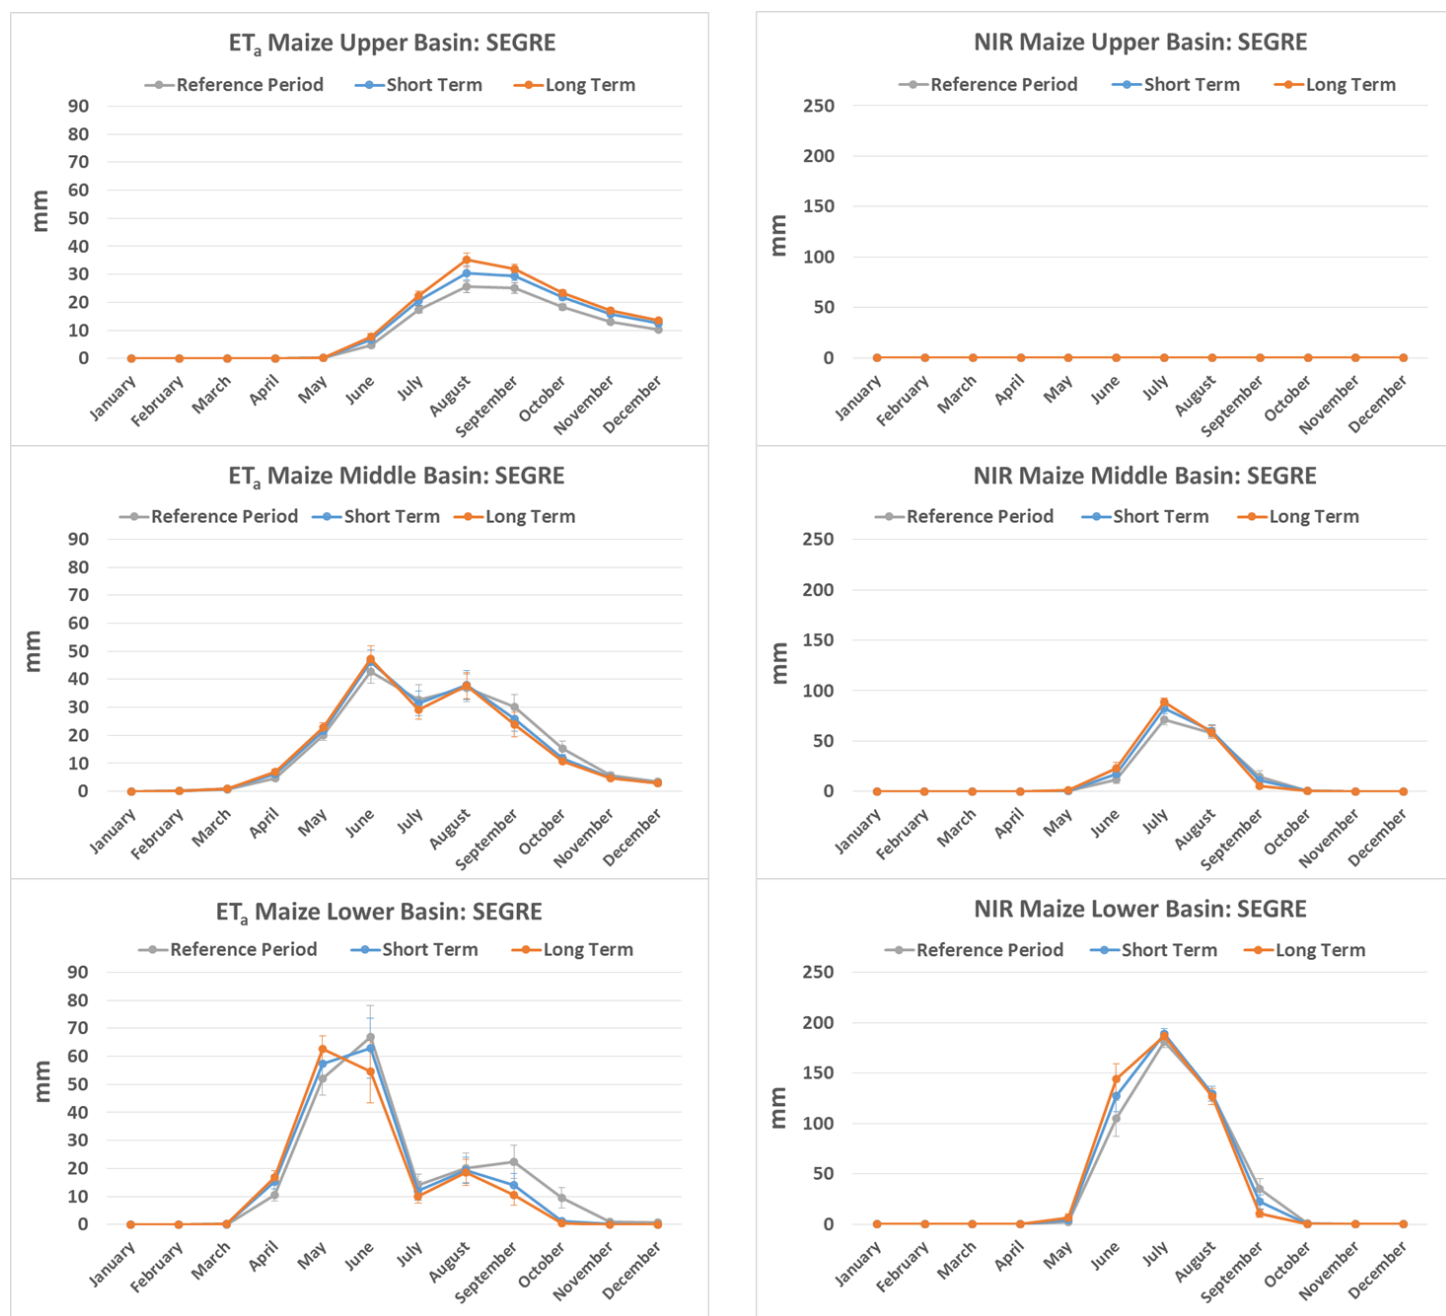 ETa Maize Upper Basin: SEGRE
Reference Period Short Term Long Term
90
80
70
60
50
40
30
20
10
0
mm
January February March April May June July August September October November December
NIR Maize Upper Basin: SEGRE
Reference Period Short Term Long Term
250
200
150
100
50
0
mm
January February March April May June July August September October November December
ETa Maize Middle Basin: SEGRE
Reference Period Short Term Long Term
90
80
70
60
50
40
30
20
10
0
mm
January February March April May June July August September October November December
NIR Maize Middle Basin: SEGRE
Reference Period Short Term Long Term
250
200
150
100
50
0
mm
January February March April May June July August September October November December
ETa Maize Lower Basin: SEGRE
Reference Period Short Term Long Term
90
80
70
60
50
40
30
20
10
0
mm
January February March April May June July August September October November December
NIR Maize Lower Basin: SEGRE
Reference Period Short Term Long Term
250
200
150
100
50
0
mm
January February March April May June July August September October November December